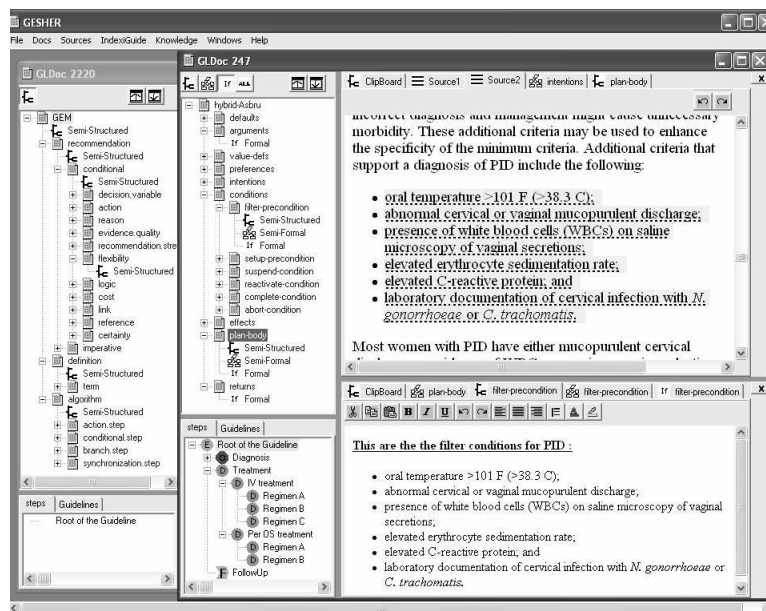 GESHER
File Docs Sources IndexiGuide Knowledge Windows Help
GLDoc 2220
GEM
Semi-Structured
recommendation
Semi-Structured
conditional
Semi-Structured
decision.variable
action
reason
evidence.quality
recommendation.stre
flexibility
Semi-Structured
logic
cost
link
reference
certainty
imperative
definition
Semi-Structured
term
algorithm
Semi-Structured
action.step
conditional.step
branch.step
synchronization.step
steps Guidelines
Root of the Guideline
GLDoc 247
If ALL
hybrid-Asbru
defaults
arguments
If Formal
value-defs
preferences
intentions
conditions
filter-precondition
Semi-Structured
Semi-Formal
If Formal
setup-precondition
suspend-condition
reactivate-condition
complete-condition
abort-condition
effects
plan-body
Semi-Structured
Semi-Formal
If Formal
returns
If Formal
steps Guidelines
E Root of the Guideline
Diagnosis
D Treatment
D IV treatment
D Regimen A
D Regimen B
D Regimen C
D Per OS treatment
D Regimen A
D Regimen B
F FollowUp
ClipBoard Source1 Source2 intentions plan-body x
incorrect diagnosis and management might cause unnecessary
morbidity. These additional criteria may be used to enhance
the specificity of the minimum criteria. Additional criteria that
support a diagnosis of PID include the following:
• oral temperature >101 F (>38.3 C);
• abnormal cervical or vaginal mucopurulent discharge;
• presence of white blood cells (WBCs) on saline
microscopy of vaginal secretions;
• elevated erythrocyte sedimentation rate;
• elevated C-reactive protein; and
• laboratory documentation of cervical infection with N.
gonorrhoeae or C. trachomatis.
Most women with PID have either mucopurulent cervical
ClipBoard plan-body filter-precondition filter-precondition If filter-precondition x
B I U
This are the the filter conditions for PID :
• oral temperature >101 F (>38.3 C);
• abnormal cervical or vaginal mucopurulent discharge;
• presence of white blood cells (WBCs) on saline microscopy of vaginal
secretions;
• elevated erythrocyte sedimentation rate;
• elevated C-reactive protein; and
• laboratory documentation of cervical infection with N. gonorrhoeae or
C. trachomatis.